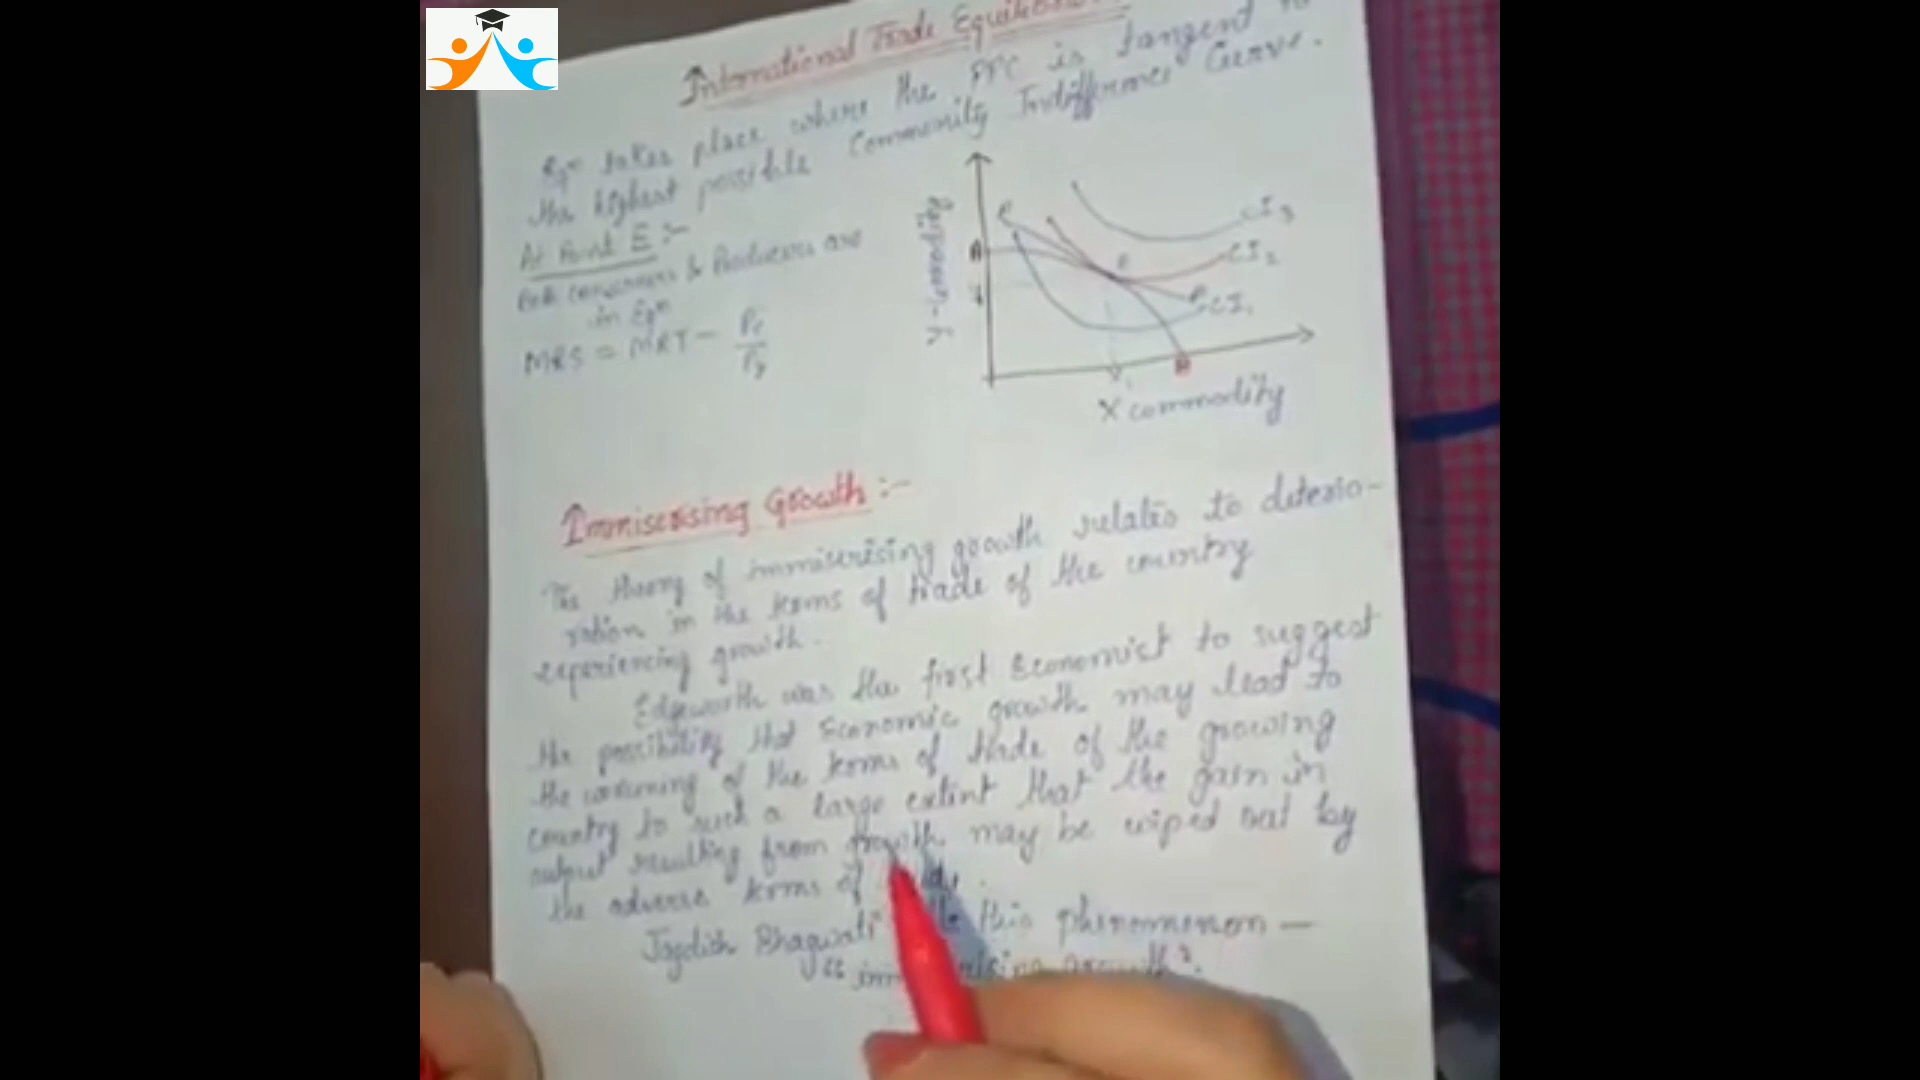 International Trade
Eqn takes place where the PPC is tangent to
the highest possible Community Indifference Curve.
At Point E :-
Both consumers & Producers are
in Eqn
MRS = MRT -
Y-commodity
A
E
CI3
CI2
CI1
B
X commodity
Immiserising Growth :-
The theory of immiserising growth relates to deterio-
ration in the terms of trade of the country
experiencing growth.
Edgeworth was the first Economist to suggest
the possibility that Economic growth may lead to
the worsening of the terms of trade of the growing
country to such a large extent that the gain in
output resulting from growth may be wiped out by
the adverse terms of
Jagdish Bhagwati this phenomenon —
growth".